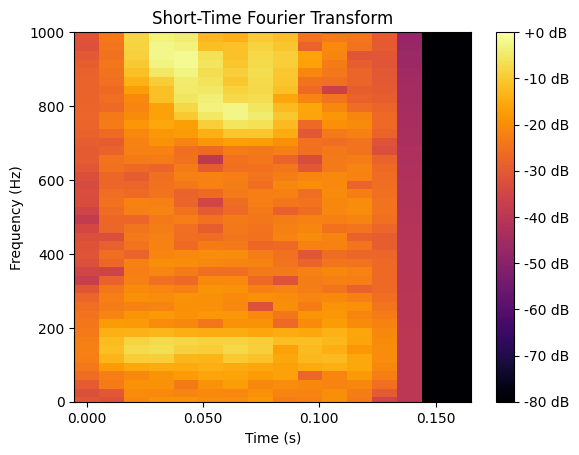 Short-Time Fourier Transform
1000
800
600
400
200
0
Frequency (Hz)
0.000
0.050
0.100
0.150
Time (s)
+0 dB
-10 dB
-20 dB
-30 dB
-40 dB
-50 dB
-60 dB
-70 dB
-80 dB